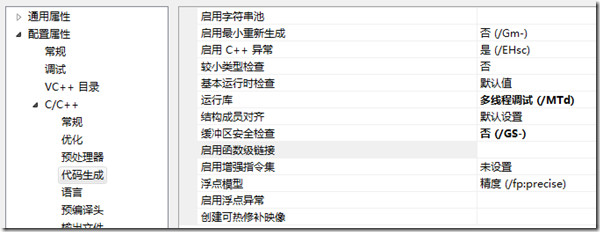 通用属性
配置属性
常规
调试
VC++ 目录
C/C++
常规
优化
预处理器
代码生成
语言
预编译头
输出文件
启用字符串池
启用最小重新生成 否 (/Gm-)
启用 C++ 异常 是 (/EHsc)
较小类型检查 否
基本运行时检查 默认值
运行库 多线程调试 (/MTd)
结构成员对齐 默认设置
缓冲区安全检查 否 (/GS-)
启用函数级链接
启用增强指令集 未设置
浮点模型 精度 (/fp:precise)
启用浮点异常
创建可热修补映像